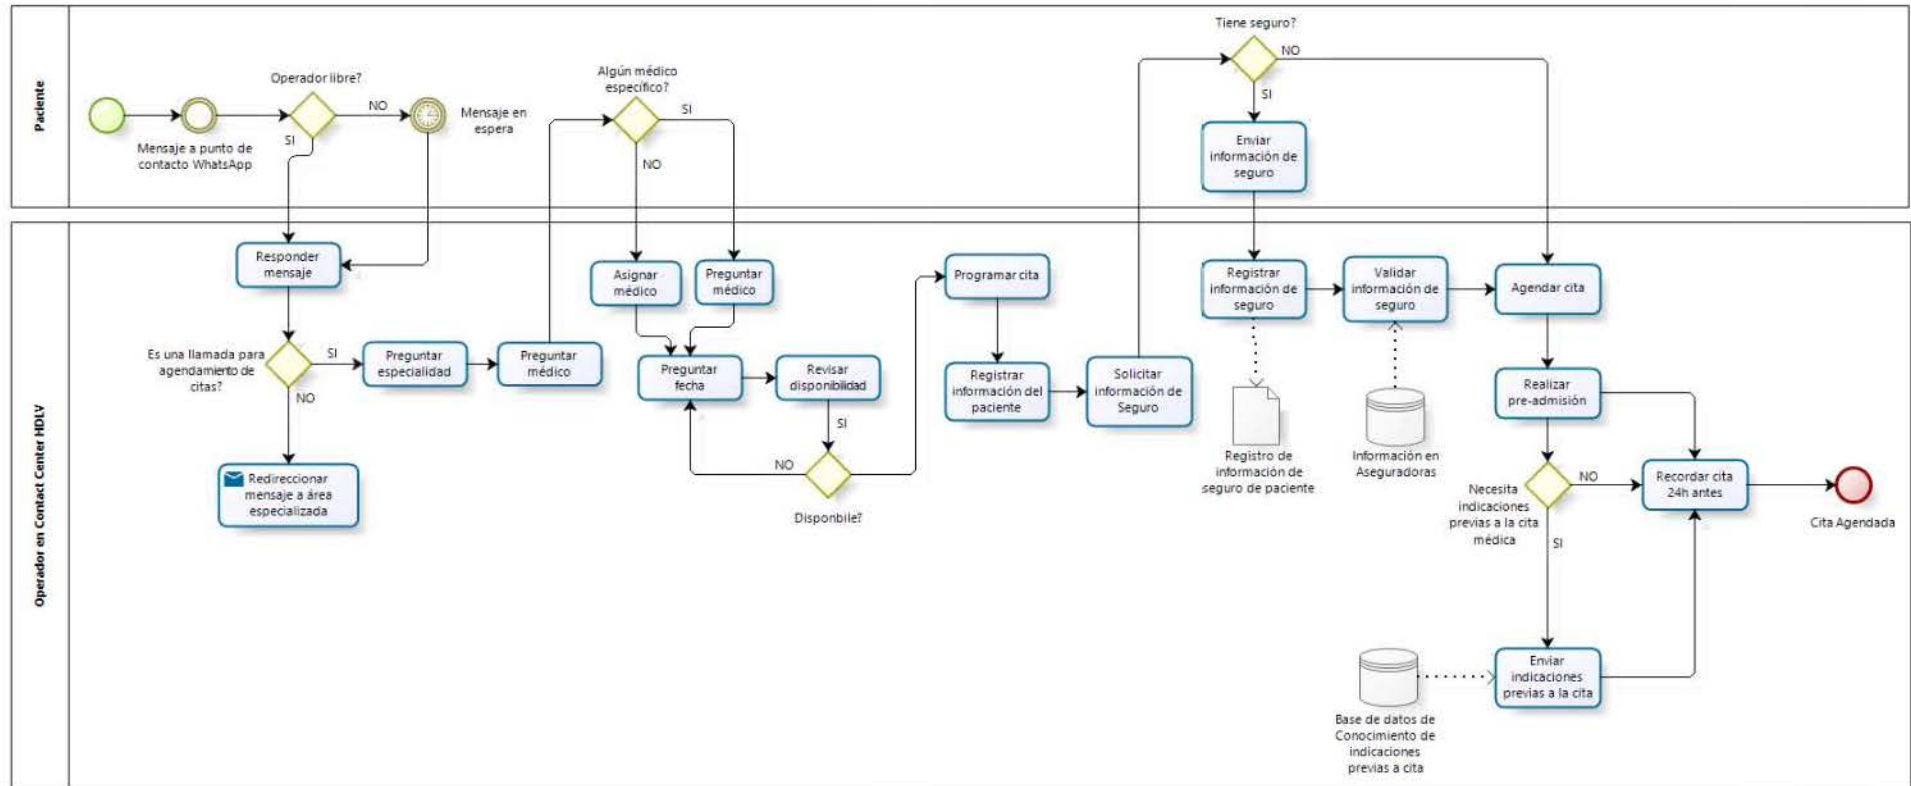 Paciente
Mensaje a punto de
contacto WhatsApp
Operador libre?
NO
SI
Mensaje en
espera
Algún médico
específico?
SI
NO
Tiene seguro?
NO
SI
Enviar
información de
seguro
Operador en Contact Center HDLV
Responder
mensaje
Es una llamada para
agendamiento de
citas?
SI
NO
Redireccionar
mensaje a área
especializada
Preguntar
especialidad
Preguntar
médico
Asignar
médico
Preguntar
médico
Preguntar
fecha
Revisar
disponibilidad
SI
NO
Disponbile?
Programar cita
Registrar
información del
paciente
Solicitar
información de
Seguro
Registrar
información de
seguro
Registro de
información de
seguro de paciente
Validar
información de
seguro
Información en
Aseguradoras
Agendar cita
Realizar
pre-admisión
Necesita
indicaciones
previas a la cita
médica
NO
SI
Recordar cita
24h antes
Cita Agendada
Enviar
indicaciones
previas a la cita
Base de datos de
Conocimiento de
indicaciones
previas a cita